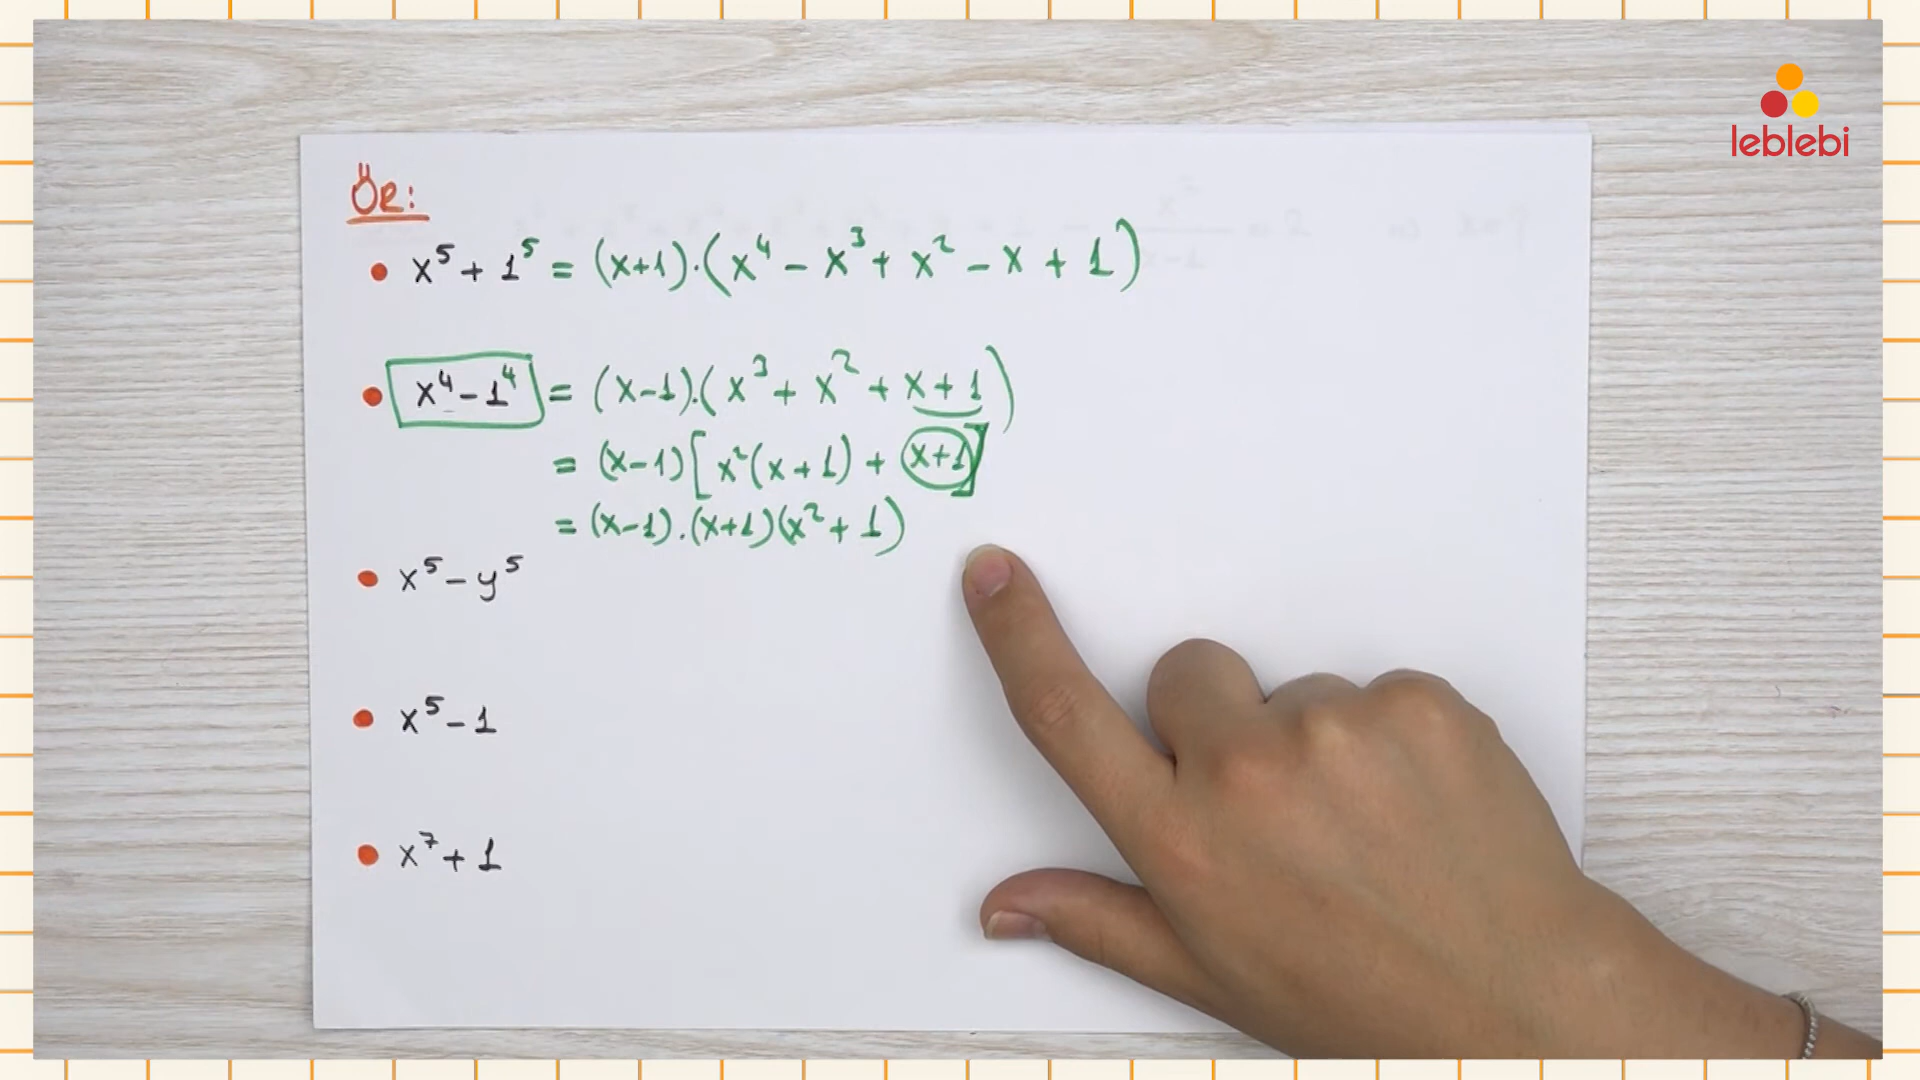 leblebi
Ör:
• x⁵ + 1⁵ = (x+1).(x⁴ − x³ + x² − x + 1)
• x⁴ − 1⁴ = (x−1).(x³ + x² + x + 1)
= (x−1)[x²(x+1) + (x+1)]
= (x−1).(x+1)(x² + 1)
• x⁵ − y⁵
• x⁵ − 1
• x⁷ + 1